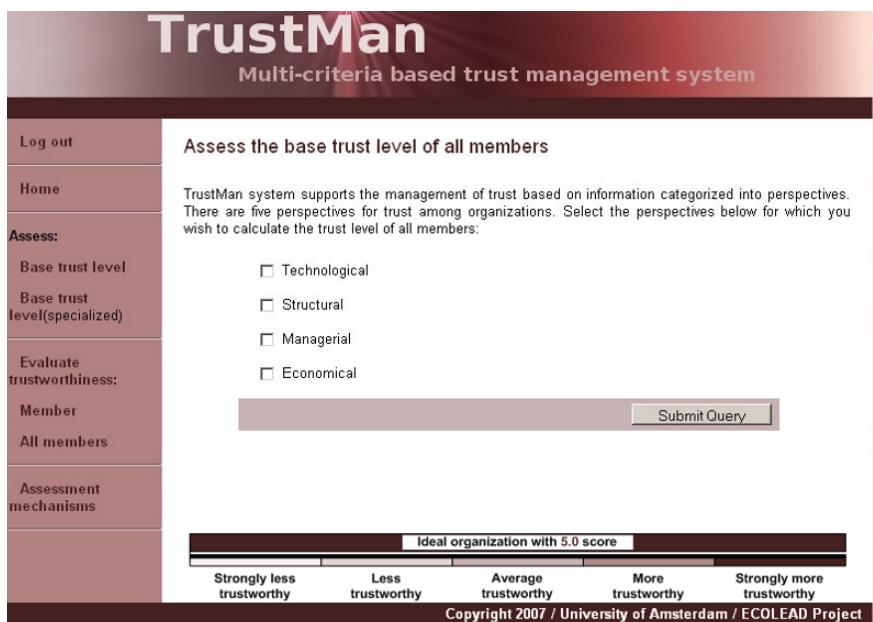 TrustMan
Multi-criteria based trust management system
Log out
Home
Assess:
Base trust level
Base trust
level(specialized)
Evaluate
trustworthiness:
Member
All members
Assessment
mechanisms
Assess the base trust level of all members
TrustMan system supports the management of trust based on information categorized into perspectives.
There are five perspectives for trust among organizations. Select the perspectives below for which you
wish to calculate the trust level of all members:
Technological
Structural
Managerial
Economical
Submit Query
Ideal organization with 5.0 score
Strongly less
trustworthy
Less
trustworthy
Average
trustworthy
More
trustworthy
Strongly more
trustworthy
Copyright 2007 / University of Amsterdam / ECOLEAD Project